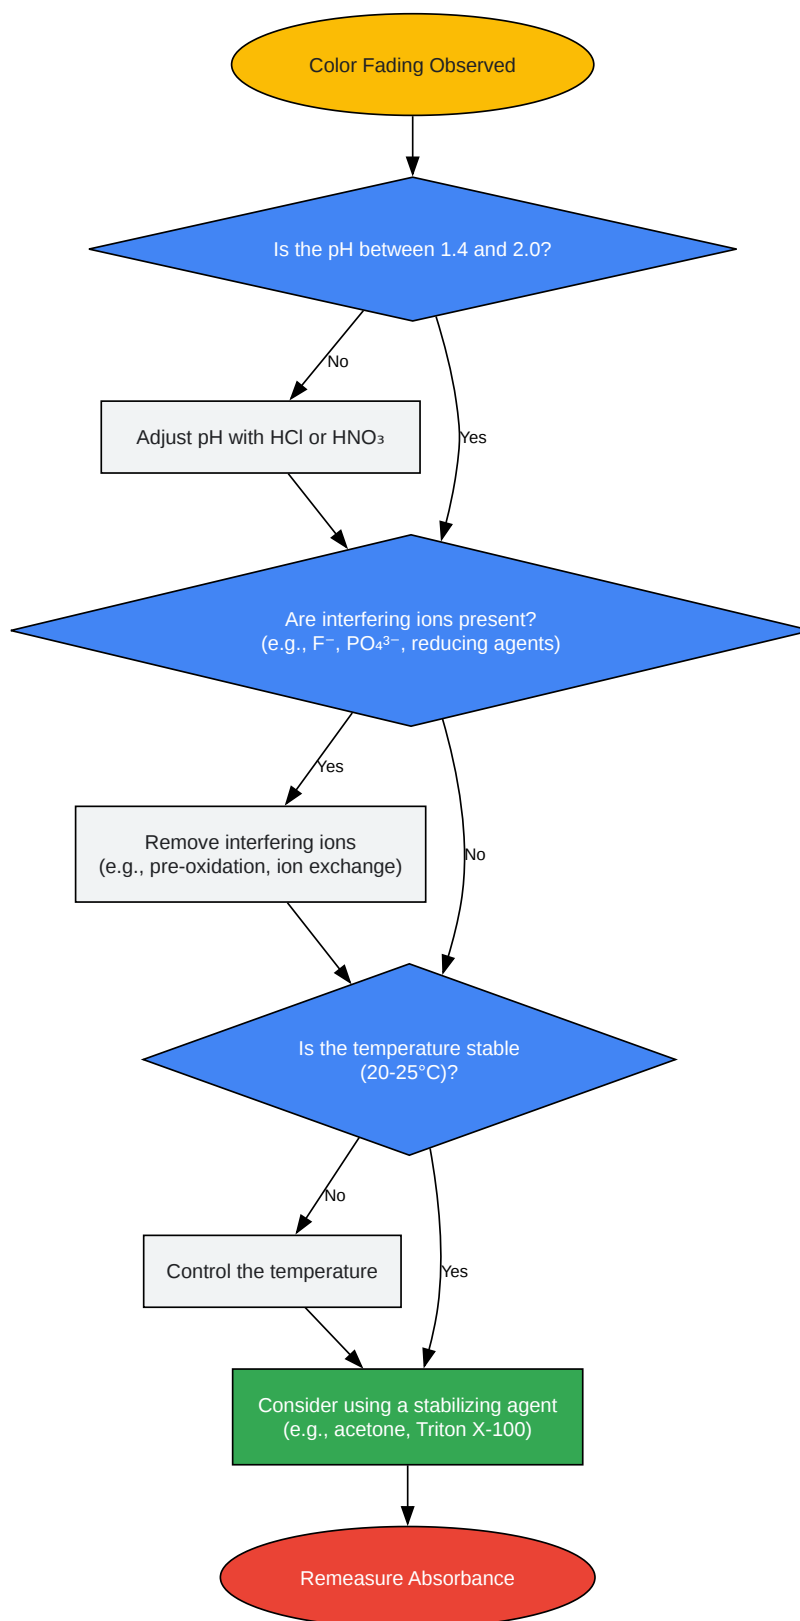 Color Fading Observed
Is the pH between 1.4 and 2.0?
No
Adjust pH with HCl or HNO₃
Yes
Are interfering ions present?
(e.g., F⁻, PO₄³⁻, reducing agents)
Yes
Remove interfering ions
(e.g., pre-oxidation, ion exchange)
No
Is the temperature stable
(20-25°C)?
No
Control the temperature
Yes
Consider using a stabilizing agent
(e.g., acetone, Triton X-100)
Remeasure Absorbance